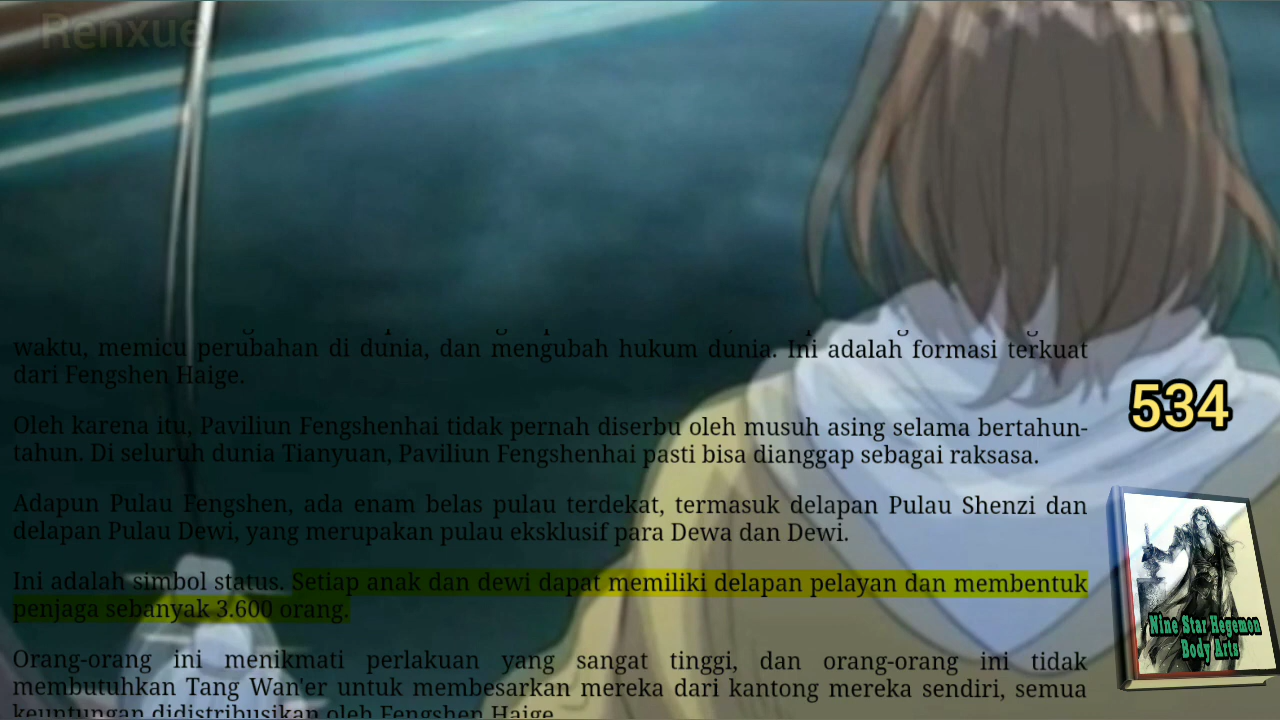 Renxue
waktu, memicu perubahan di dunia, dan mengubah hukum dunia. Ini adalah formasi terkuat
dari Fengshen Haige.
Oleh karena itu, Paviliun Fengshenhai tidak pernah diserbu oleh musuh asing selama bertahun-
tahun. Di seluruh dunia Tianyuan, Paviliun Fengshenhai pasti bisa dianggap sebagai raksasa.
534
Adapun Pulau Fengshen, ada enam belas pulau terdekat, termasuk delapan Pulau Shenzi dan
delapan Pulau Dewi, yang merupakan pulau eksklusif para Dewa dan Dewi.
Ini adalah simbol status. Setiap anak dan dewi dapat memiliki delapan pelayan dan membentuk
penjaga sebanyak 3.600 orang.
Nine Star Hegemon
Body Arts
Orang-orang ini menikmati perlakuan yang sangat tinggi, dan orang-orang ini tidak
membutuhkan Tang Wan'er untuk membesarkan mereka dari kantong mereka sendiri, semua
keuntungan didistribusikan oleh Fengshen Haige.